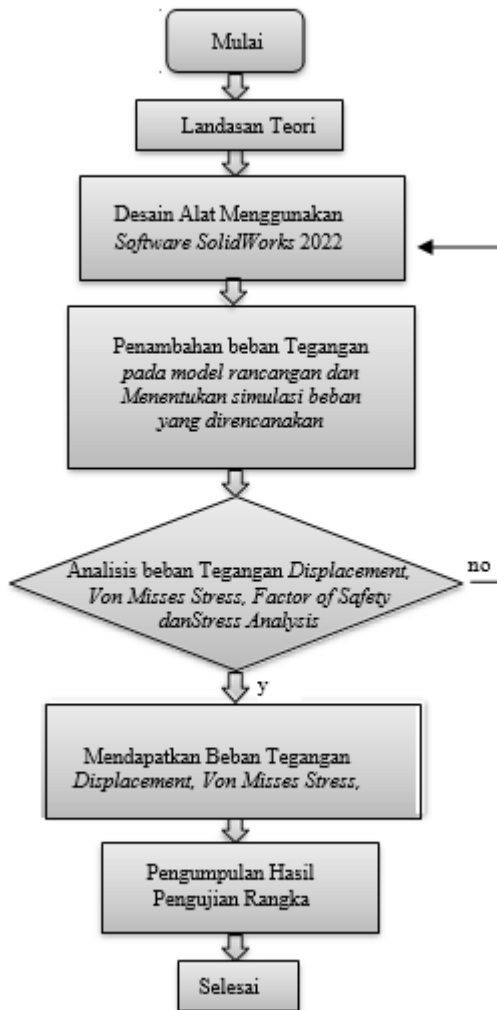 Mulai
Landasan Teori
Desain Alat Menggunakan
Software SolidWorks 2022
Penambahan beban Tegangan
pada model rancangan dan
Menentukan simulasi beban
yang direncanakan
Analisis beban Tegangan Displacement,
Von Misses Stress, Factor of Safety
danStress Analysis
no
y
Mendapatkan Beban Tegangan
Displacement, Von Misses Stress,
Pengumpulan Hasil
Pengujian Rangka
Selesai